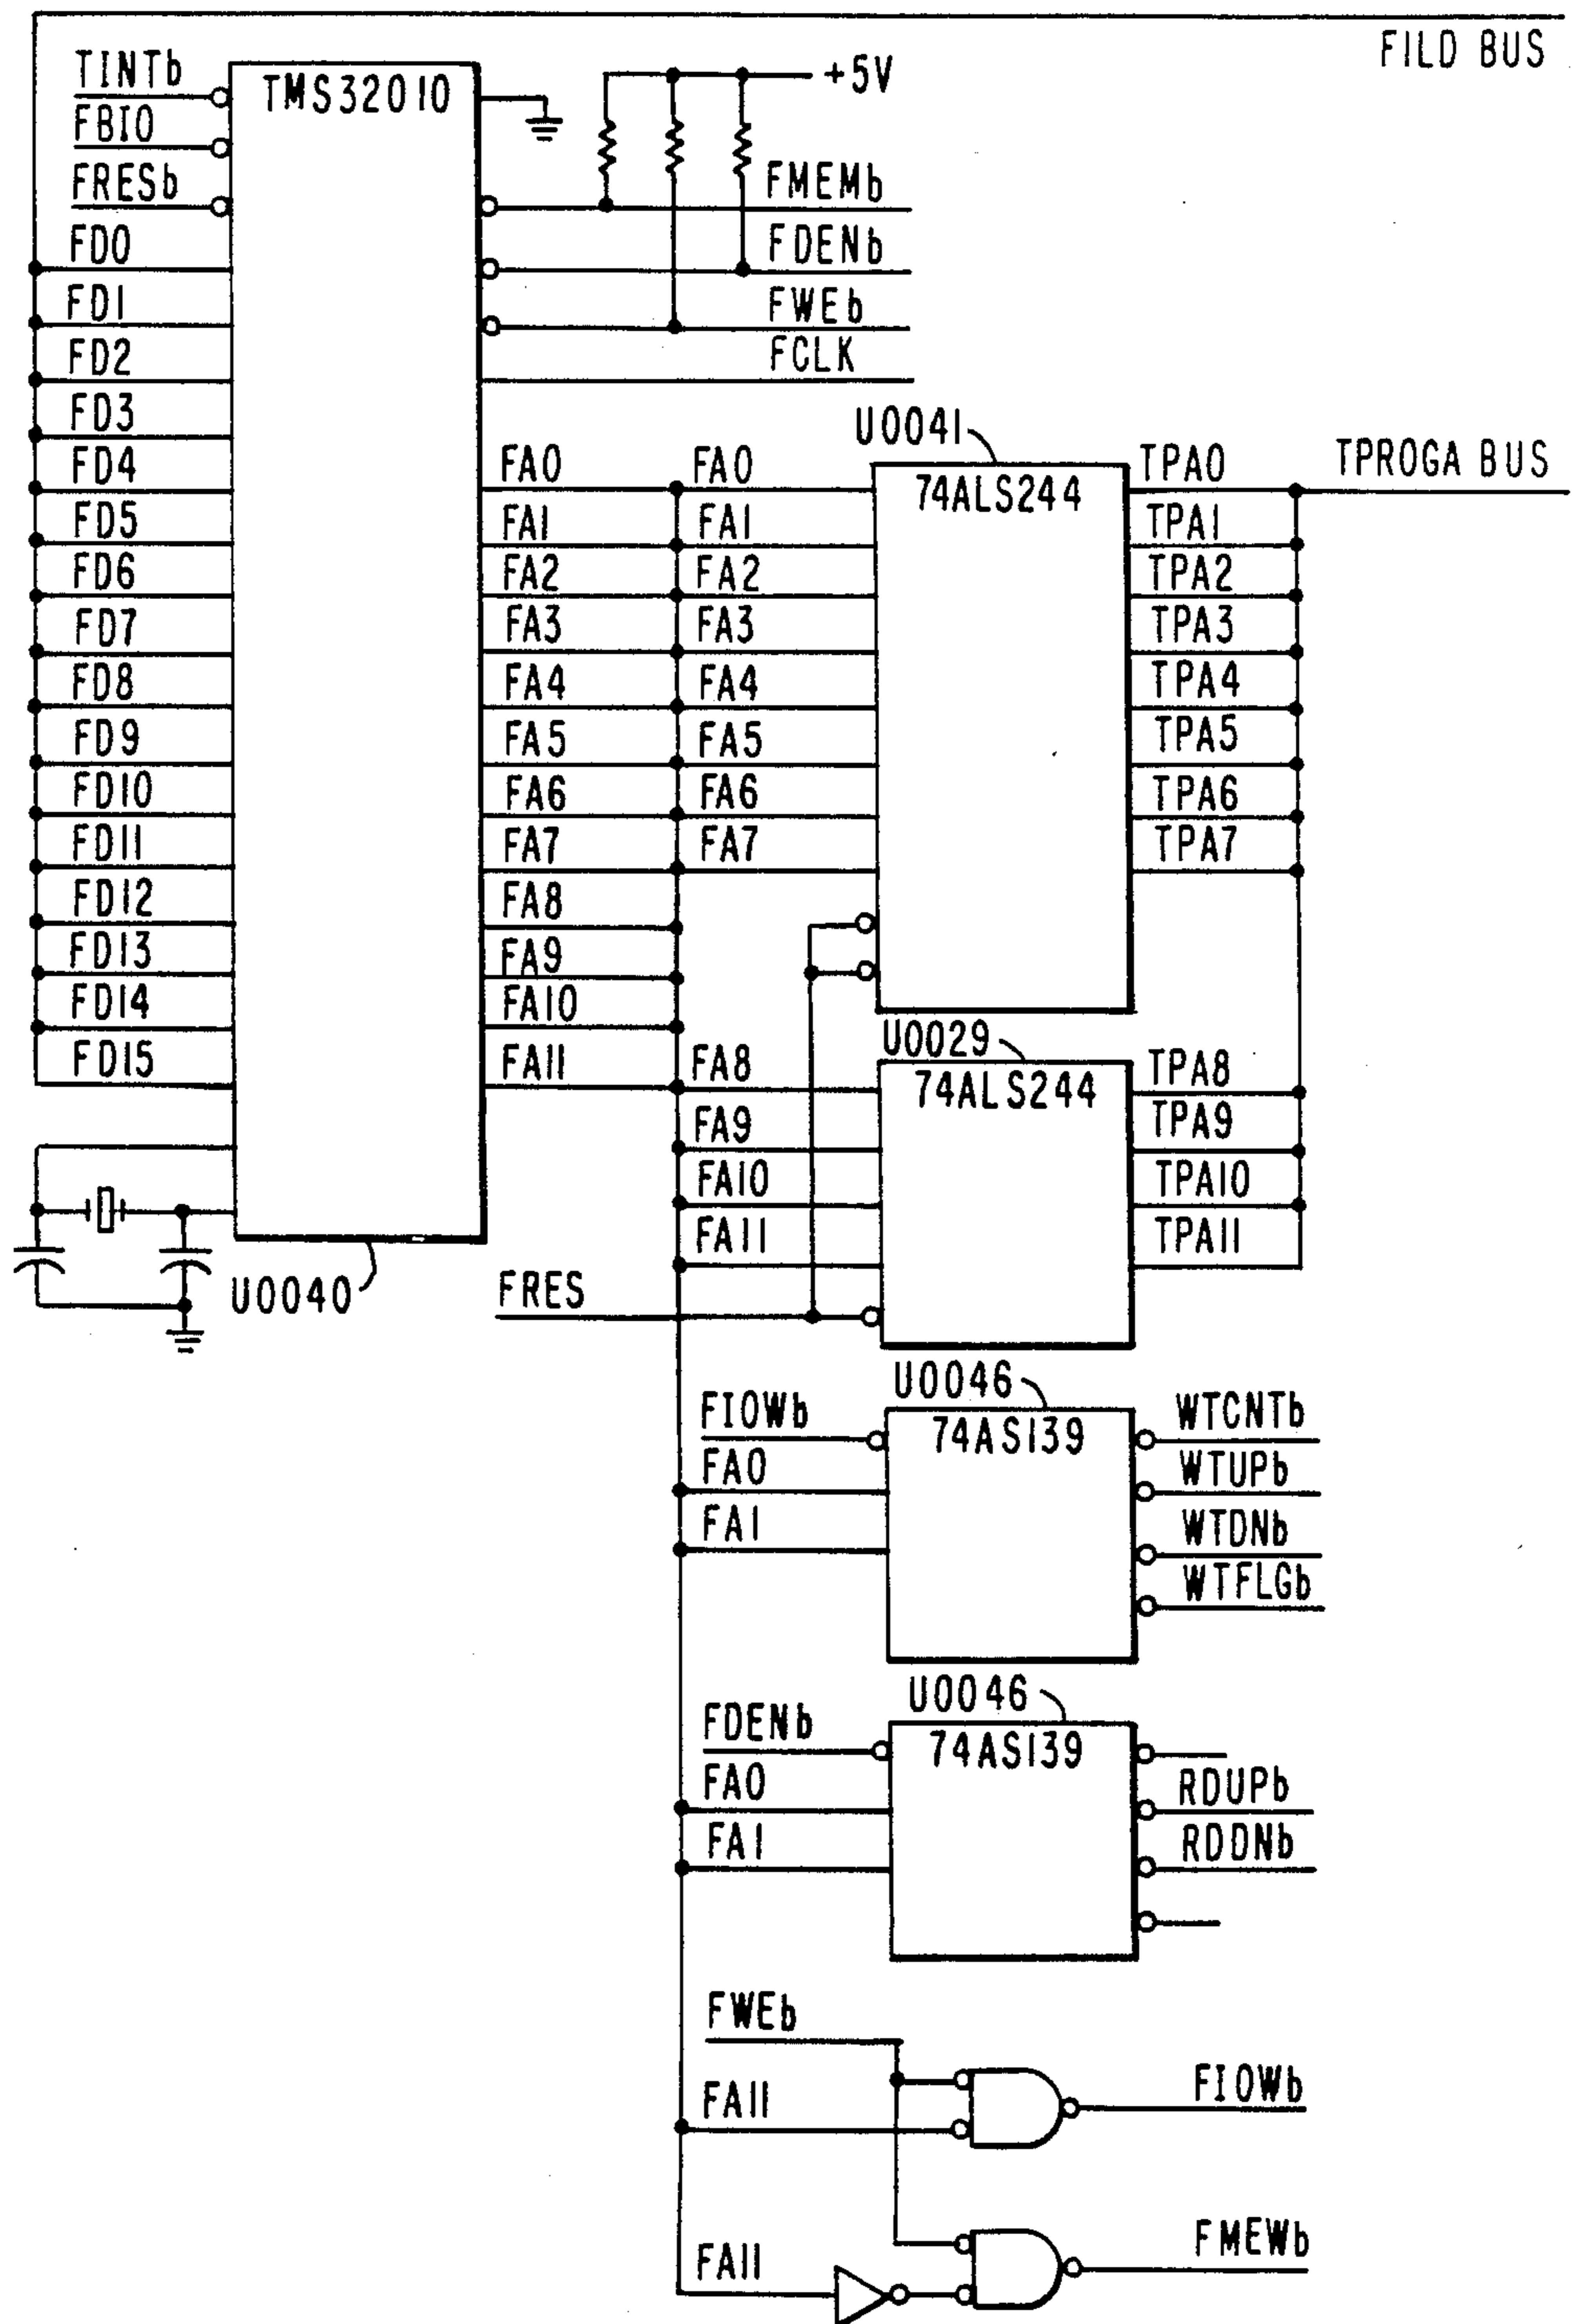 FILD BUS
TINTb
FBIO
FRESb
FD0
FD1
FD2
FD3
FD4
FD5
FD6
FD7
FD8
FD9
FD10
FD11
FD12
FD13
FD14
FD15
TMS32010
U0040
+5V
FMEMb
FDENb
FWEb
FCLK
FA0
FA1
FA2
FA3
FA4
FA5
FA6
FA7
FA8
FA9
FA10
FA11
FA0
FA1
FA2
FA3
FA4
FA5
FA6
FA7
U0041
74ALS244
TPA0
TPA1
TPA2
TPA3
TPA4
TPA5
TPA6
TPA7
TPROGA BUS
U0029
74ALS244
FA8
FA9
FA10
FA11
FRES
TPA8
TPA9
TPA10
TPA11
U0046
74AS139
FIOWb
FA0
FA1
WTCNTb
WTUPb
WTDNb
WTFLGb
U0046
74AS139
FDENb
FA0
FA1
RDUPb
RDDNb
FWEb
FA11
FIOWb
FA11
FMEWb